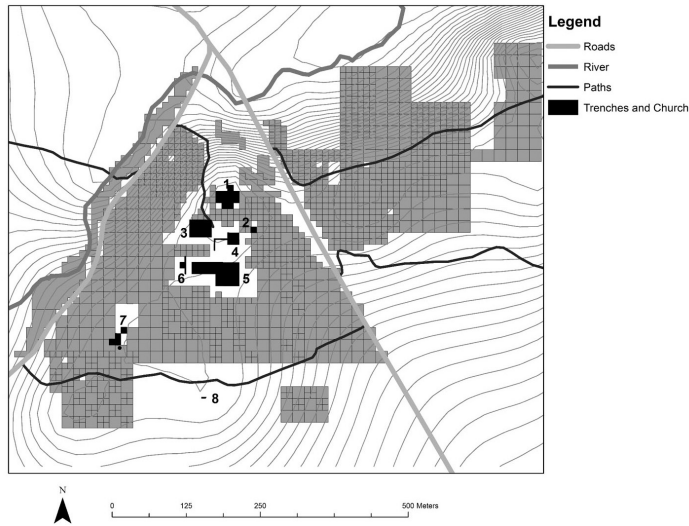 Legend
Roads
River
Paths
Trenches and Church
1
2
3
4
5
6
7
8
N
0 125 250 500 Meters